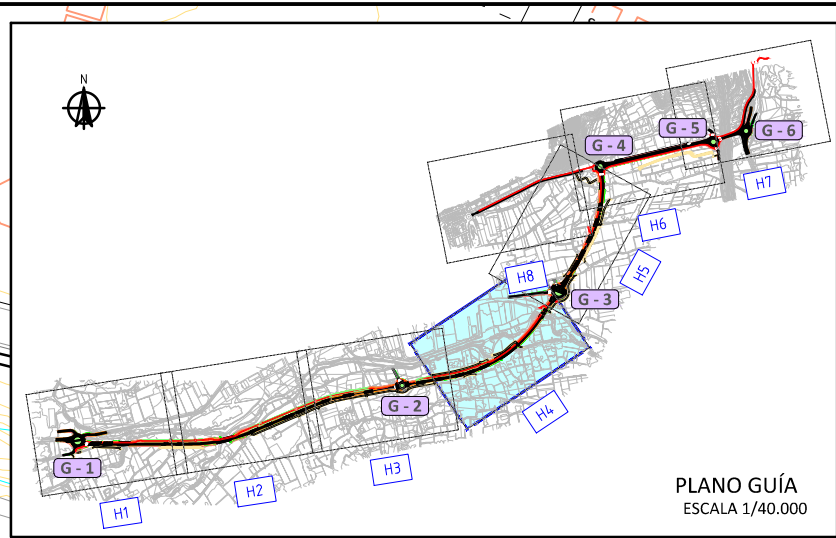 N
G - 5
G - 6
G - 4
H7
H6
H5
H8
G - 3
G - 2
H4
G - 1
H3
H2
H1
PLANO GUÍA
ESCALA 1/40.000